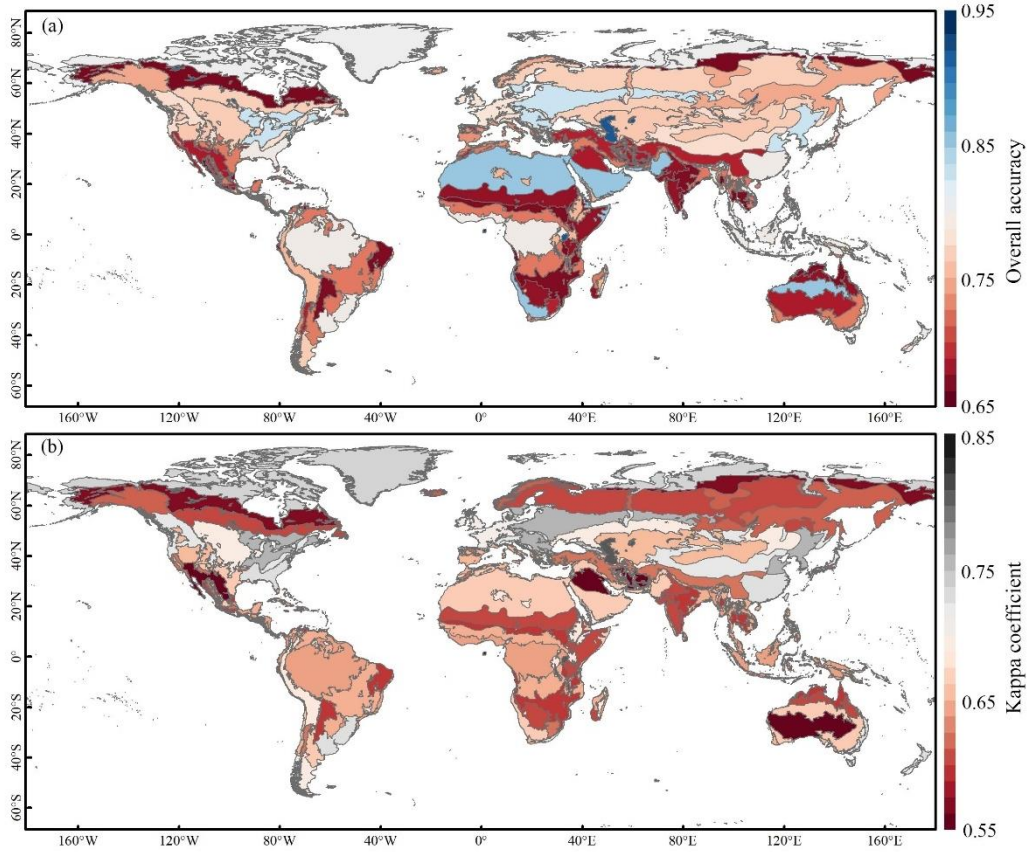 (a)
80°N
60°N
40°N
20°N
0°
20°S
40°S
60°S
160°W 120°W 80°W 40°W 0° 40°E 80°E 120°E 160°E
0.95
0.85
0.75
0.65
Overall accuracy
(b)
80°N
60°N
40°N
20°N
0°
20°S
40°S
60°S
160°W 120°W 80°W 40°W 0° 40°E 80°E 120°E 160°E
0.85
0.75
0.65
0.55
Kappa coefficient